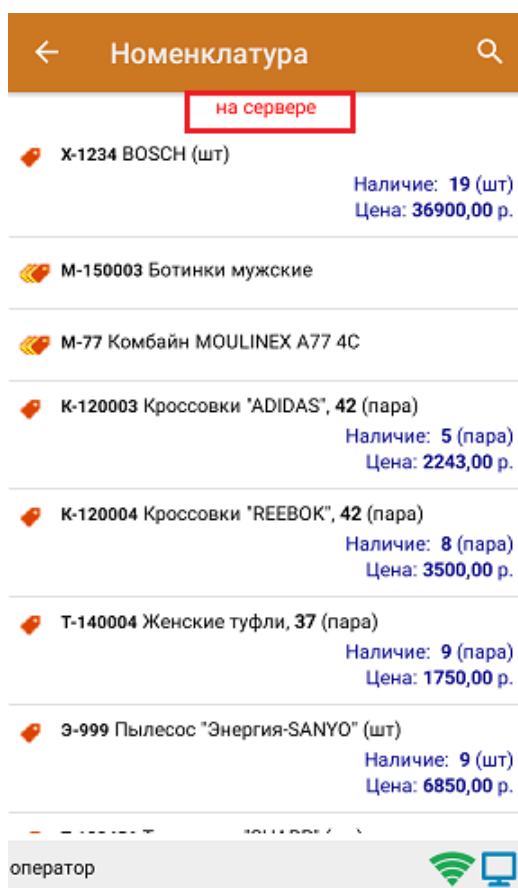 Номенклатура
на сервере
X-1234 BOSCH (шт)
Наличие: 19 (шт)
Цена: 36900,00 р.
М-150003 Ботинки мужские
М-77 Комбайн MOULINEX A77 4C
К-120003 Кроссовки "ADIDAS", 42 (пара)
Наличие: 5 (пара)
Цена: 2243,00 р.
К-120004 Кроссовки "REEBOK", 42 (пара)
Наличие: 8 (пара)
Цена: 3500,00 р.
Т-140004 Женские туфли, 37 (пара)
Наличие: 9 (пара)
Цена: 1750,00 р.
Э-999 Пылесос "Энергия-SANYO" (шт)
Наличие: 9 (шт)
Цена: 6850,00 р.
оператор